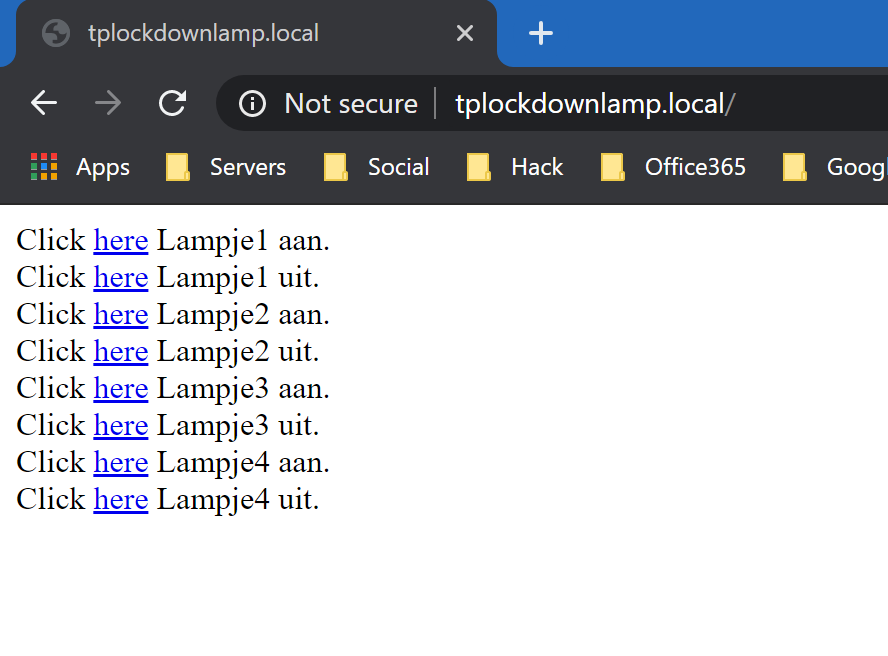 tplockdownlamp.local
Not secure tplockdownlamp.local/
Apps Servers Social Hack Office365
Click here Lampje1 aan.
Click here Lampje1 uit.
Click here Lampje2 aan.
Click here Lampje2 uit.
Click here Lampje3 aan.
Click here Lampje3 uit.
Click here Lampje4 aan.
Click here Lampje4 uit.